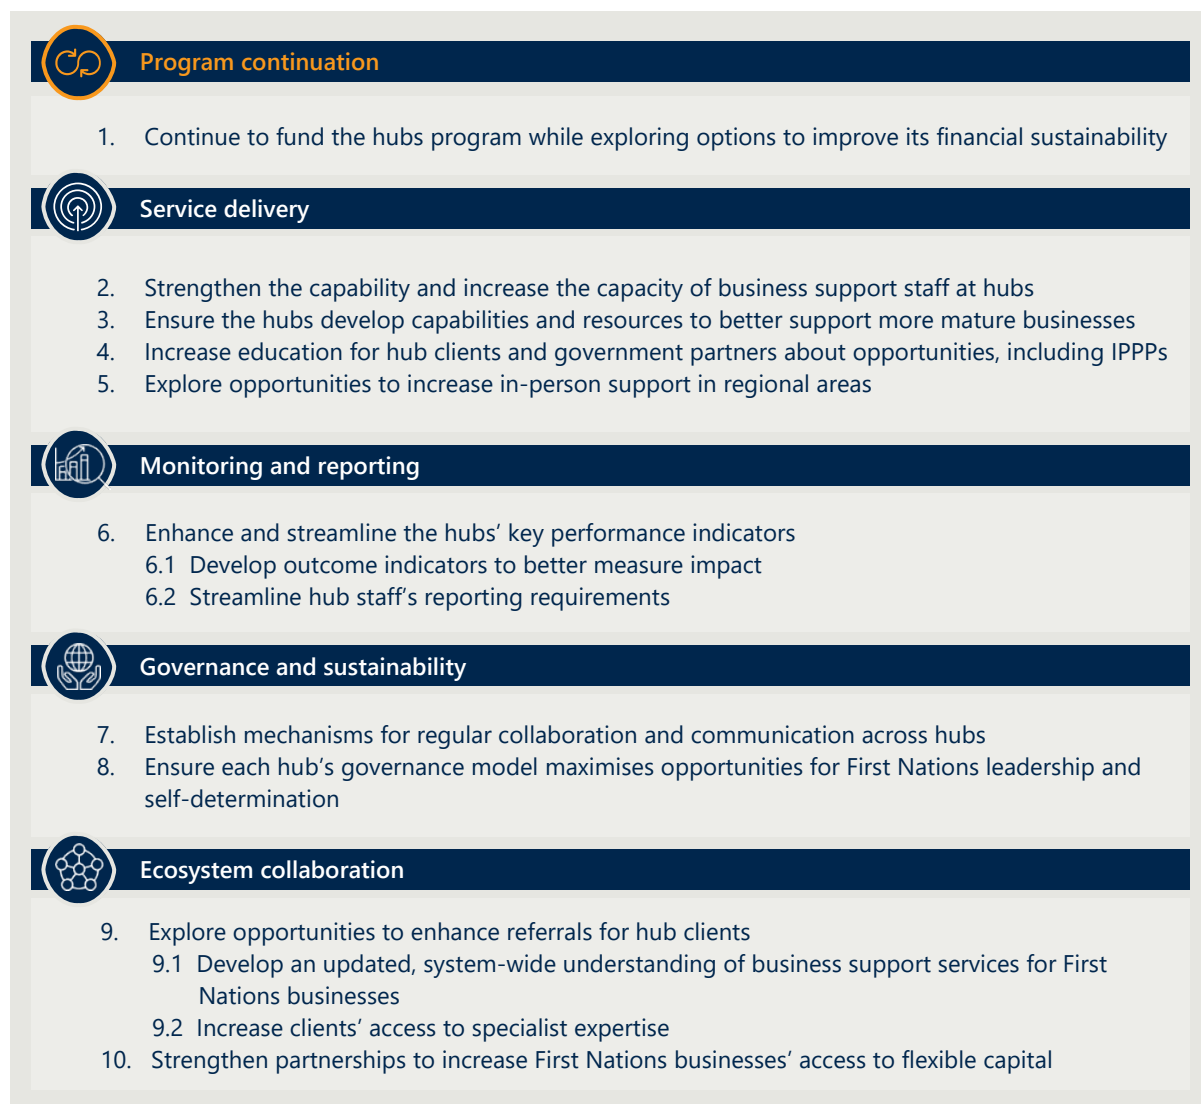 Program continuation
1. Continue to fund the hubs program while exploring options to improve its financial sustainability
Service delivery
2. Strengthen the capability and increase the capacity of business support staff at hubs
3. Ensure the hubs develop capabilities and resources to better support more mature businesses
4. Increase education for hub clients and government partners about opportunities, including IPPPs
5. Explore opportunities to increase in-person support in regional areas
Monitoring and reporting
6. Enhance and streamline the hubs’ key performance indicators
6.1 Develop outcome indicators to better measure impact
6.2 Streamline hub staff’s reporting requirements
Governance and sustainability
7. Establish mechanisms for regular collaboration and communication across hubs
8. Ensure each hub’s governance model maximises opportunities for First Nations leadership and
self-determination
Ecosystem collaboration
9. Explore opportunities to enhance referrals for hub clients
9.1 Develop an updated, system-wide understanding of business support services for First
Nations businesses
9.2 Increase clients’ access to specialist expertise
10. Strengthen partnerships to increase First Nations businesses’ access to flexible capital